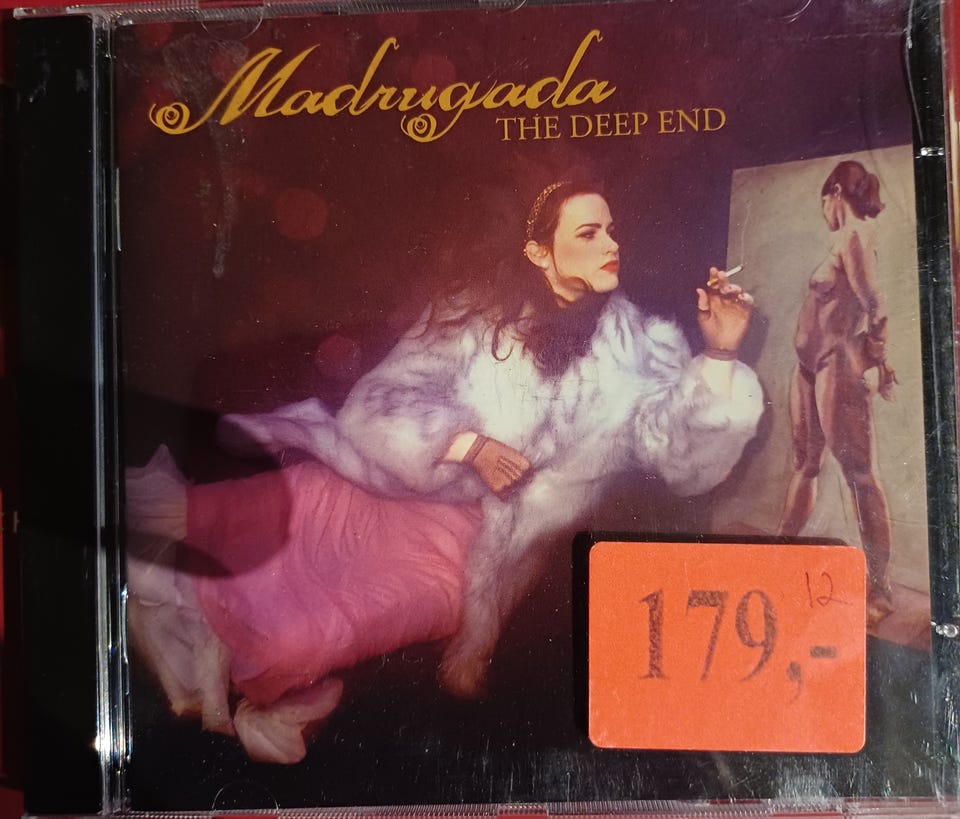 Madrugada
THE DEEP END
12
179,-